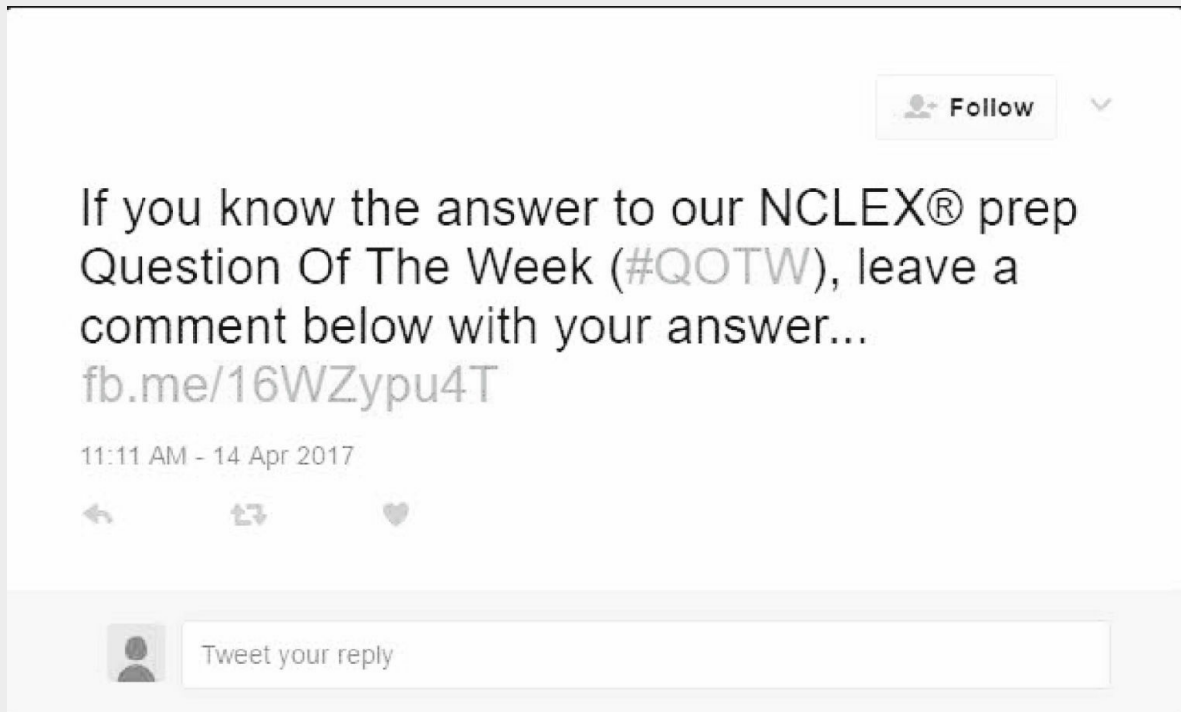 Follow
If you know the answer to our NCLEX® prep
Question Of The Week (#QOTW), leave a
comment below with your answer...
fb.me/16WZypu4T
11:11 AM - 14 Apr 2017
Tweet your reply